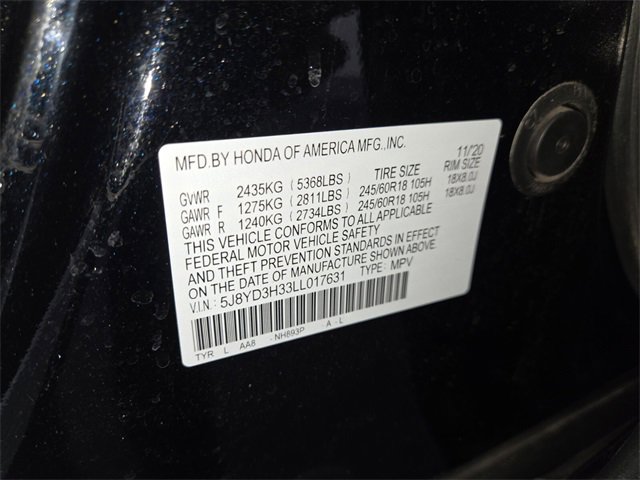 MFD. BY HONDA OF AMERICA MFG., INC. 11/20
TIRE SIZE RIM SIZE
GVWR 2435KG (5368LBS)
GAWR F 1275KG (2811LBS) 245/60R18 105H 18X8.0J
GAWR R 1240KG (2734LBS) 245/60R18 105H 18X8.0J
THIS VEHICLE CONFORMS TO ALL APPLICABLE
FEDERAL MOTOR VEHICLE SAFETY
AND THEFT PREVENTION STANDARDS IN EFFECT
ON THE DATE OF MANUFACTURE SHOWN ABOVE.
V.I.N.: 5J8YD3H33LL017631 TYPE: MPV
TYR L AA8 -NH893P A -L